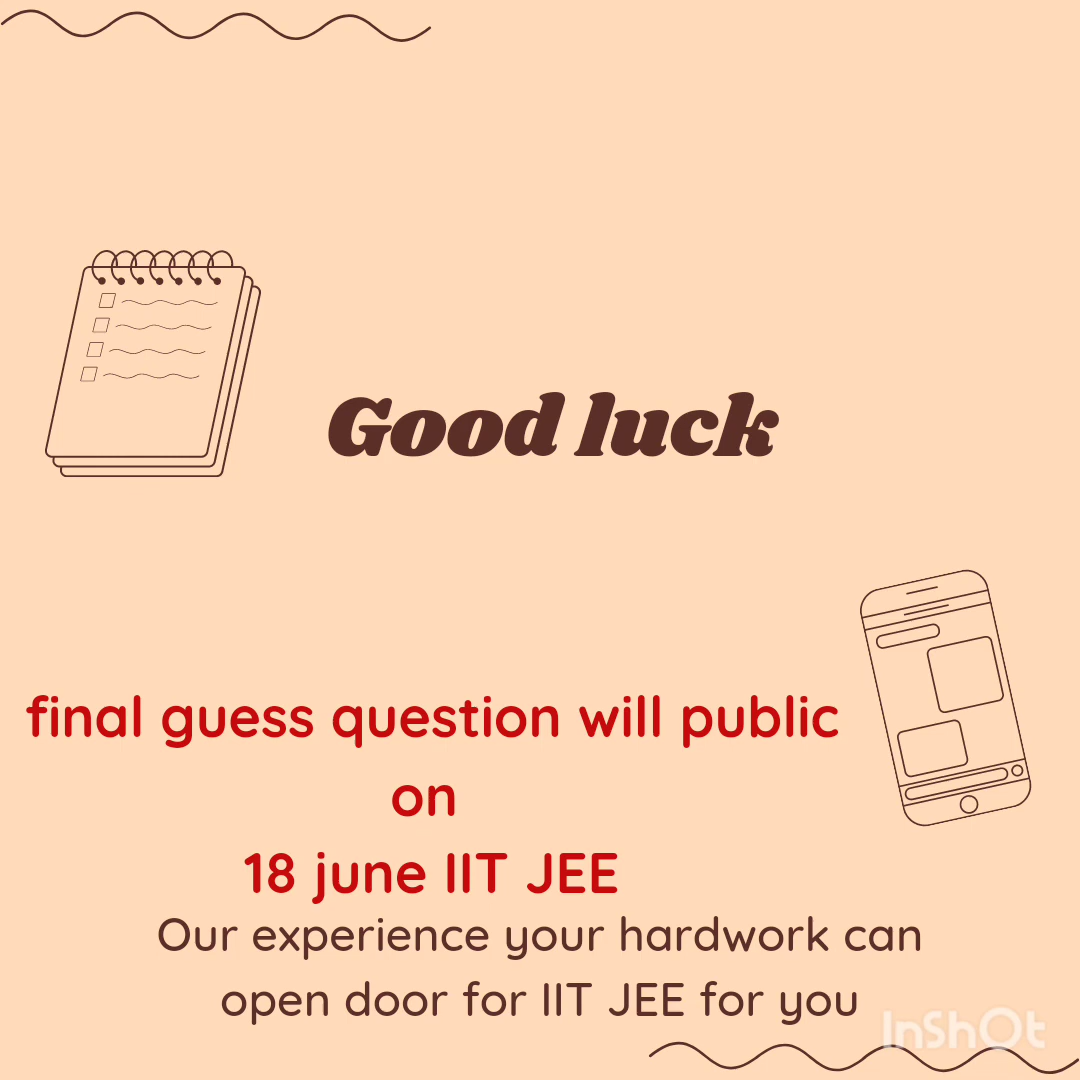 Good luck
final guess question will public
on
18 june IIT JEE
Our experience your hardwork can
open door for IIT JEE for you
InShOt